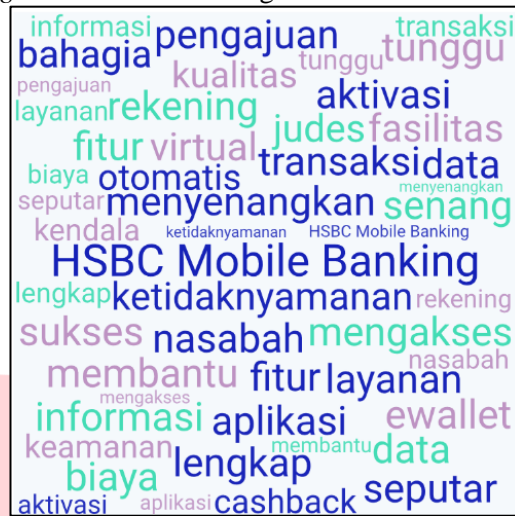 informasi transaksi
bahagia pengajuan tunggu tunggu
pengajuan kualitas aktivasi
layanan rekening judes fasilitas
fitur virtual transaksi data
biaya otomatis menyenangkan
seputar menyenangkan senang
kendala ketidaknyamanan HSBC Mobile Banking
HSBC Mobile Banking
lengkap ketidaknyamanan rekening
sukses nasabah mengakses
membantu fitur layanan nasabah
mengakses
informasi aplikasi ewallet
keamanan lengkap membantu data
biaya seputar
aktivasi aplikasi cashback